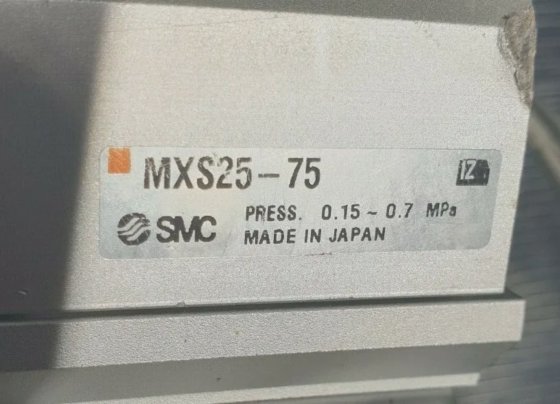 MXS25-75
IZ
SMC
PRESS. 0.15~0.7 MPa
MADE IN JAPAN